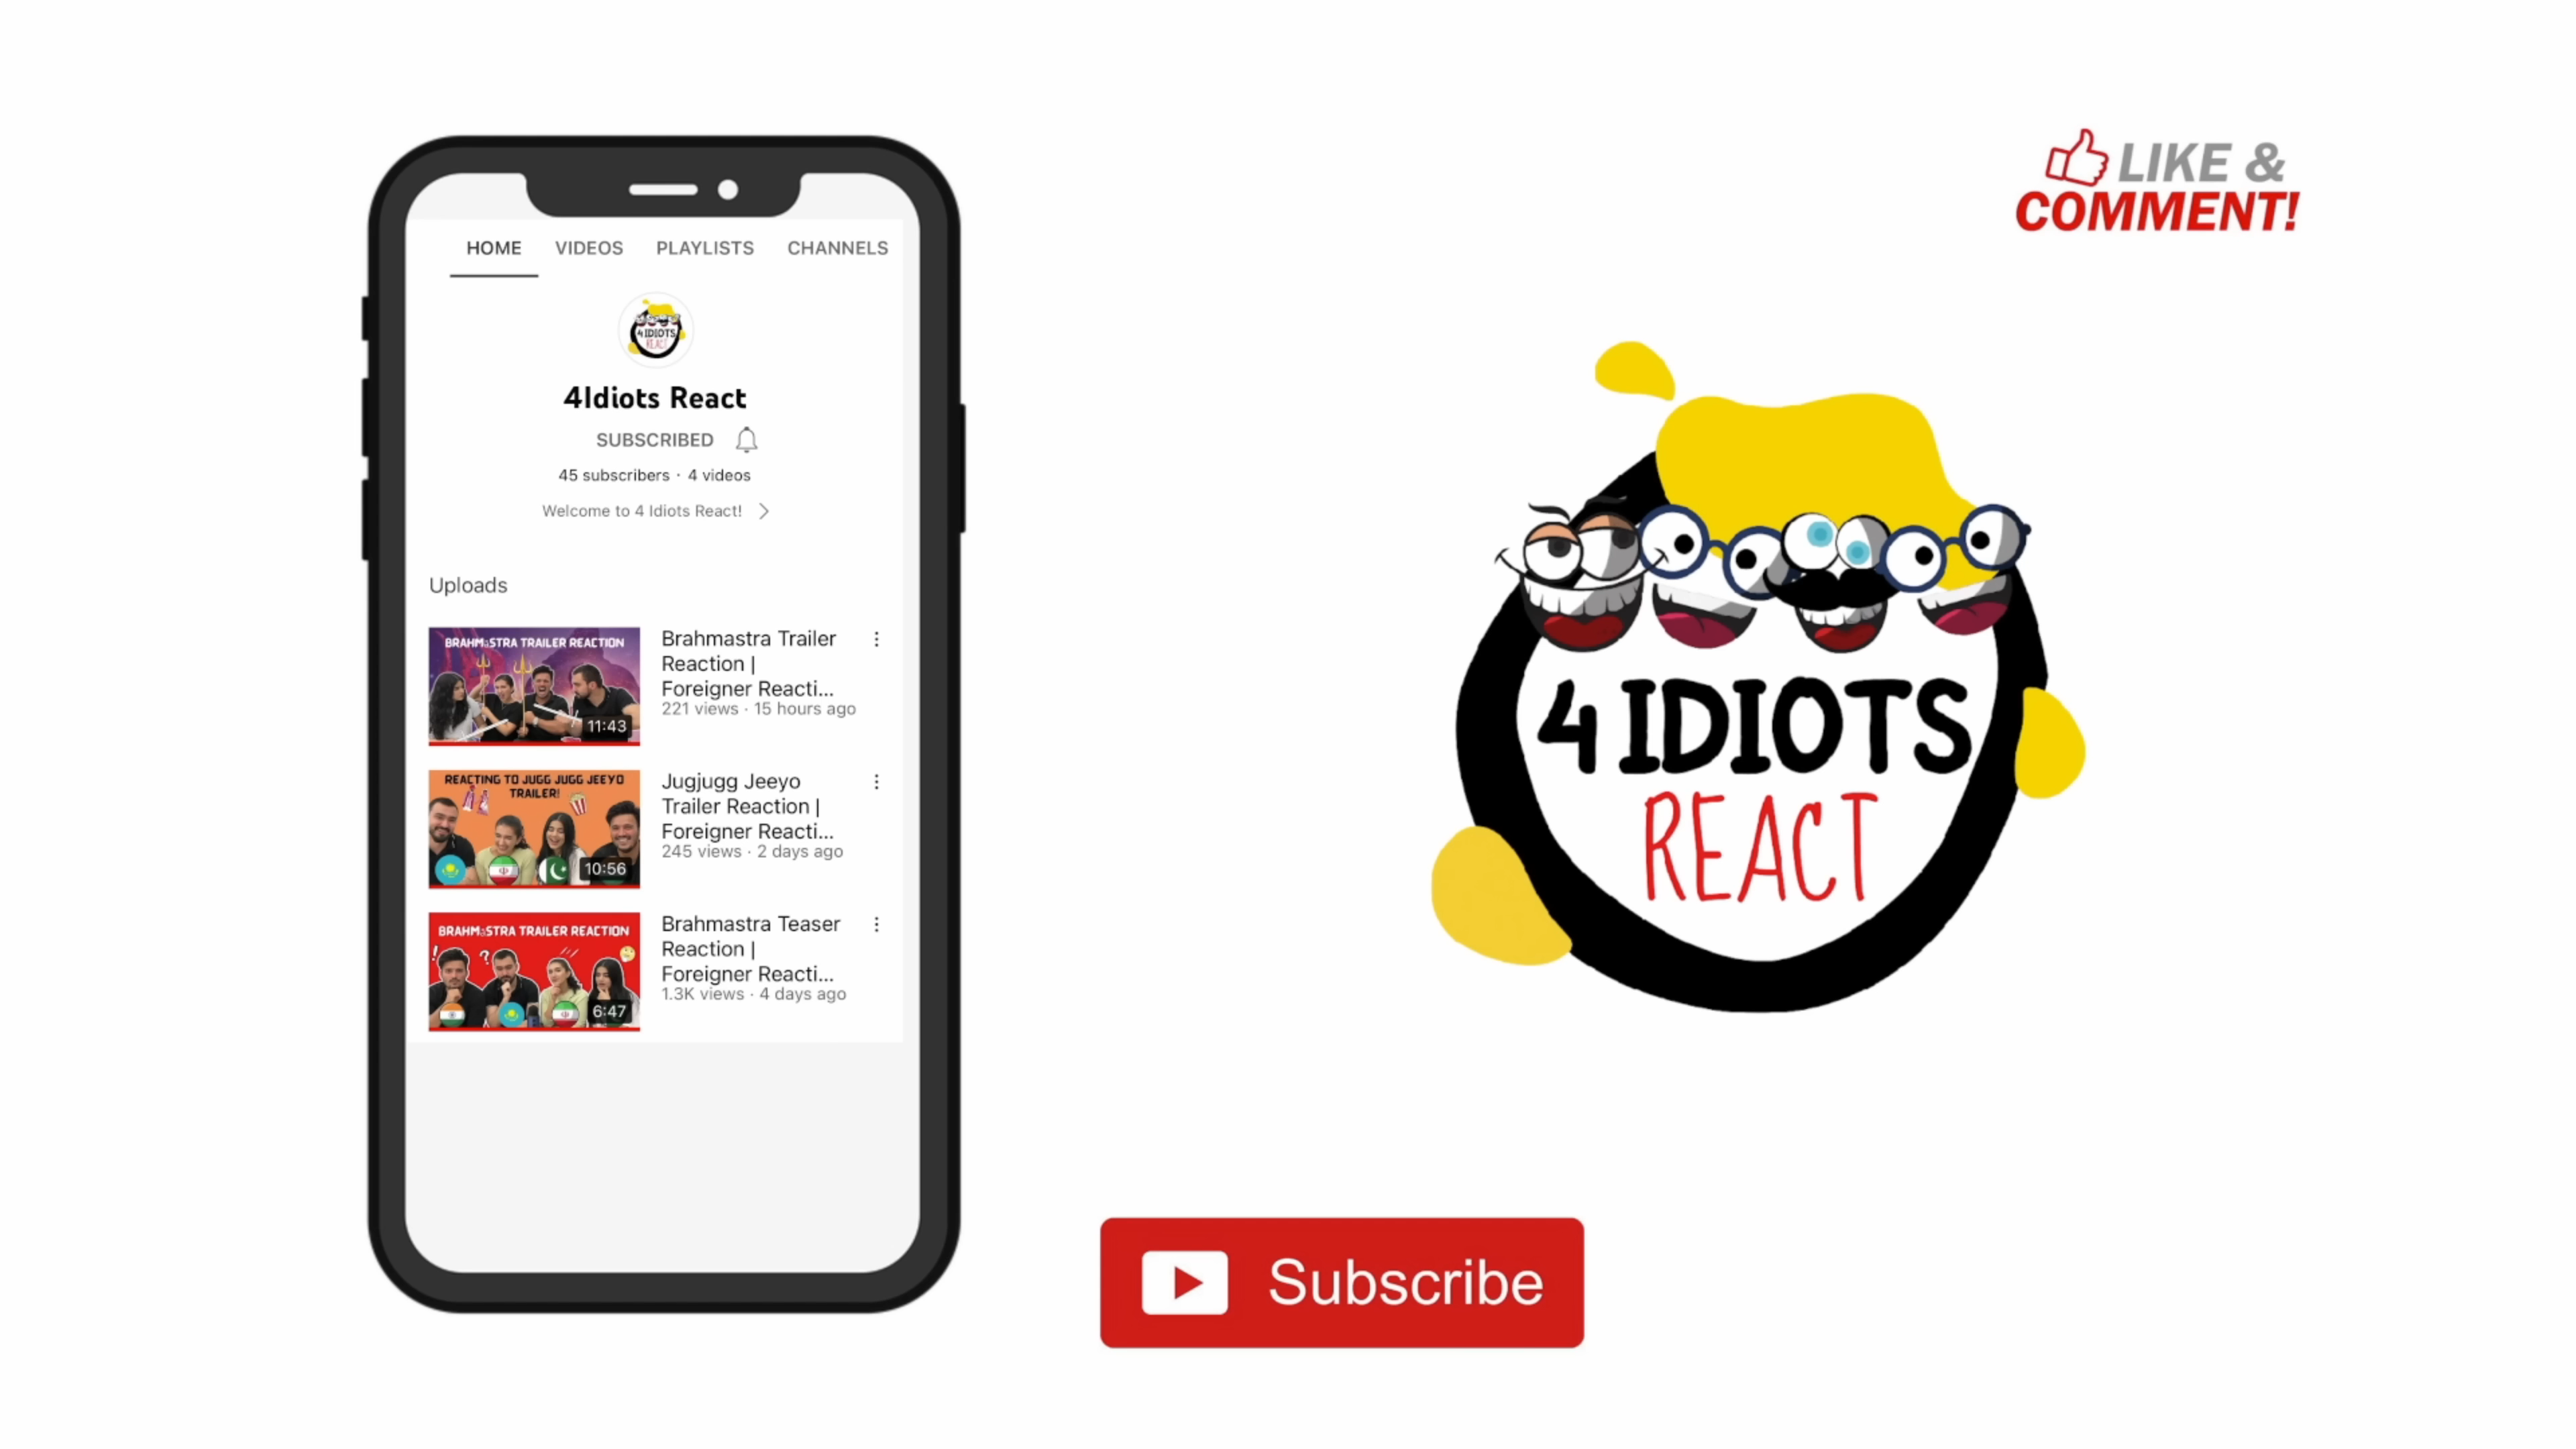 LIKE &
COMMENT!
HOME VIDEOS PLAYLISTS CHANNELS
4 IDIOTS
REACT
4Idiots React
SUBSCRIBED
45 subscribers · 4 videos
Welcome to 4 Idiots React!
Uploads
BRAHMaSTRA TRAILER REACTION
11:43
Brahmastra Trailer
Reaction |
Foreigner Reacti...
221 views · 15 hours ago
REACTING TO JUGG JUGG JEEYO
TRAILER!
10:56
Jugjugg Jeeyo
Trailer Reaction |
Foreigner Reacti...
245 views · 2 days ago
BRAHMaSTRA TRAILER REACTION
6:47
Brahmastra Teaser
Reaction |
Foreigner Reacti...
1.3K views · 4 days ago
4 IDIOTS
REACT
Subscribe